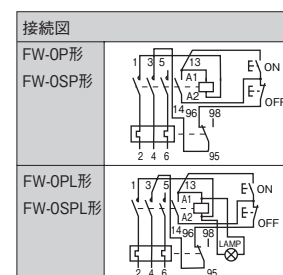 接続図
FW-0P形
FW-0SP形
1 3 5 13
A1
A2
E ON
E OFF
14 96 98
2 4 6 95
FW-0PL形
FW-0SPL形
1 3 5 13
A1
A2
E ON
E OFF
14 96 98 LAMP
2 4 6 95